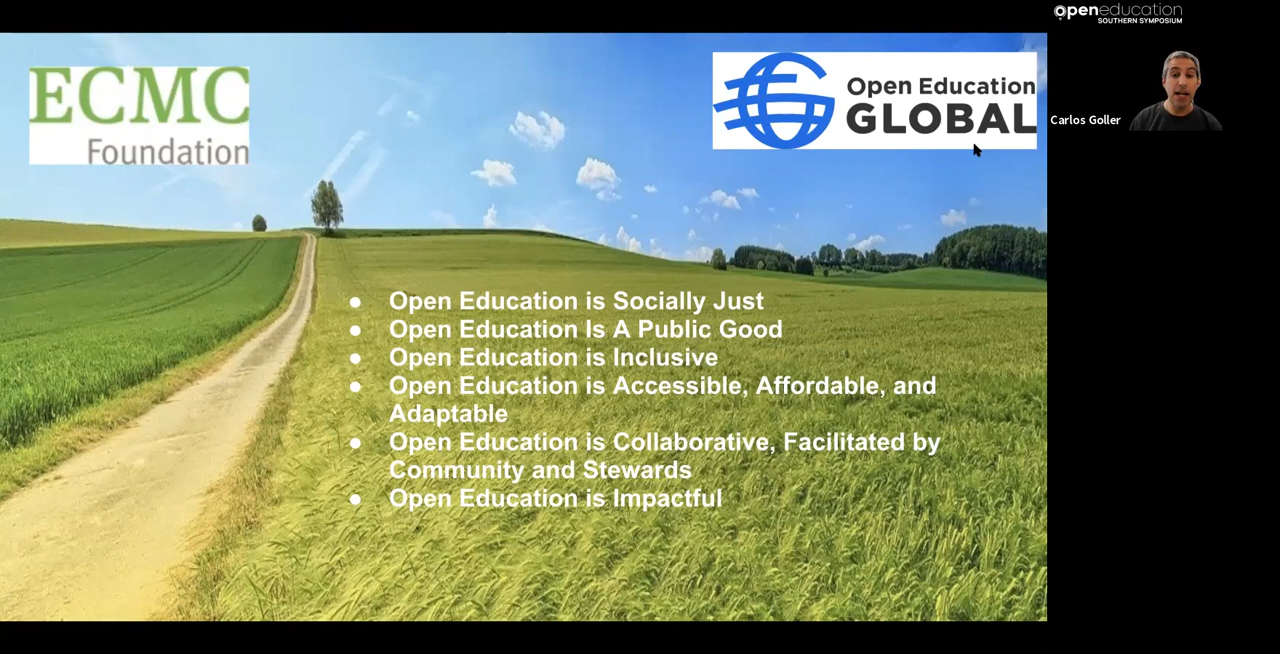 openeducation
SOUTHERN SYMPOSIUM
ECMC
Foundation
Open Education
GLOBAL
Carlos Goller
● Open Education is Socially Just
● Open Education Is A Public Good
● Open Education is Inclusive
● Open Education is Accessible, Affordable, and
Adaptable
● Open Education is Collaborative, Facilitated by
Community and Stewards
● Open Education is Impactful